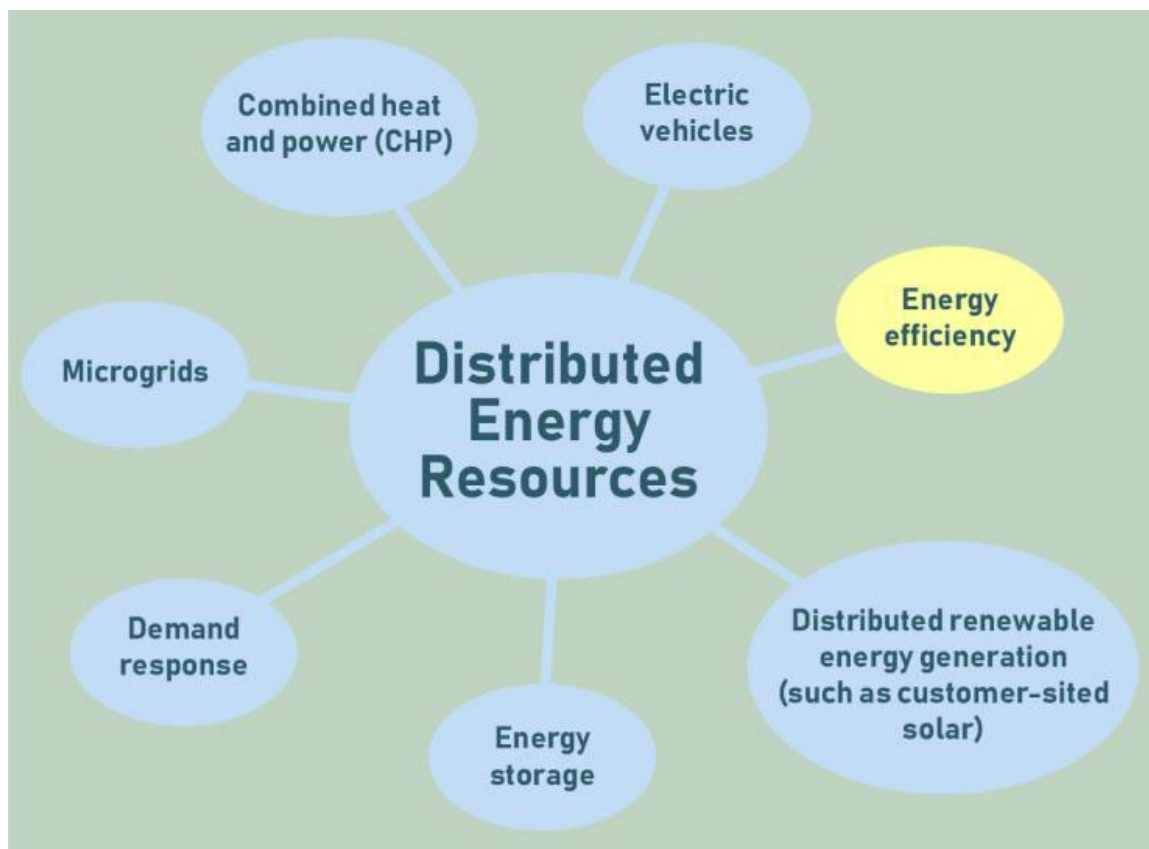 Combined heat
and power (CHP)
Electric
vehicles
Energy
efficiency
Microgrids
Distributed
Energy
Resources
Demand
response
Energy
storage
Distributed renewable
energy generation
(such as customer-sited
solar)